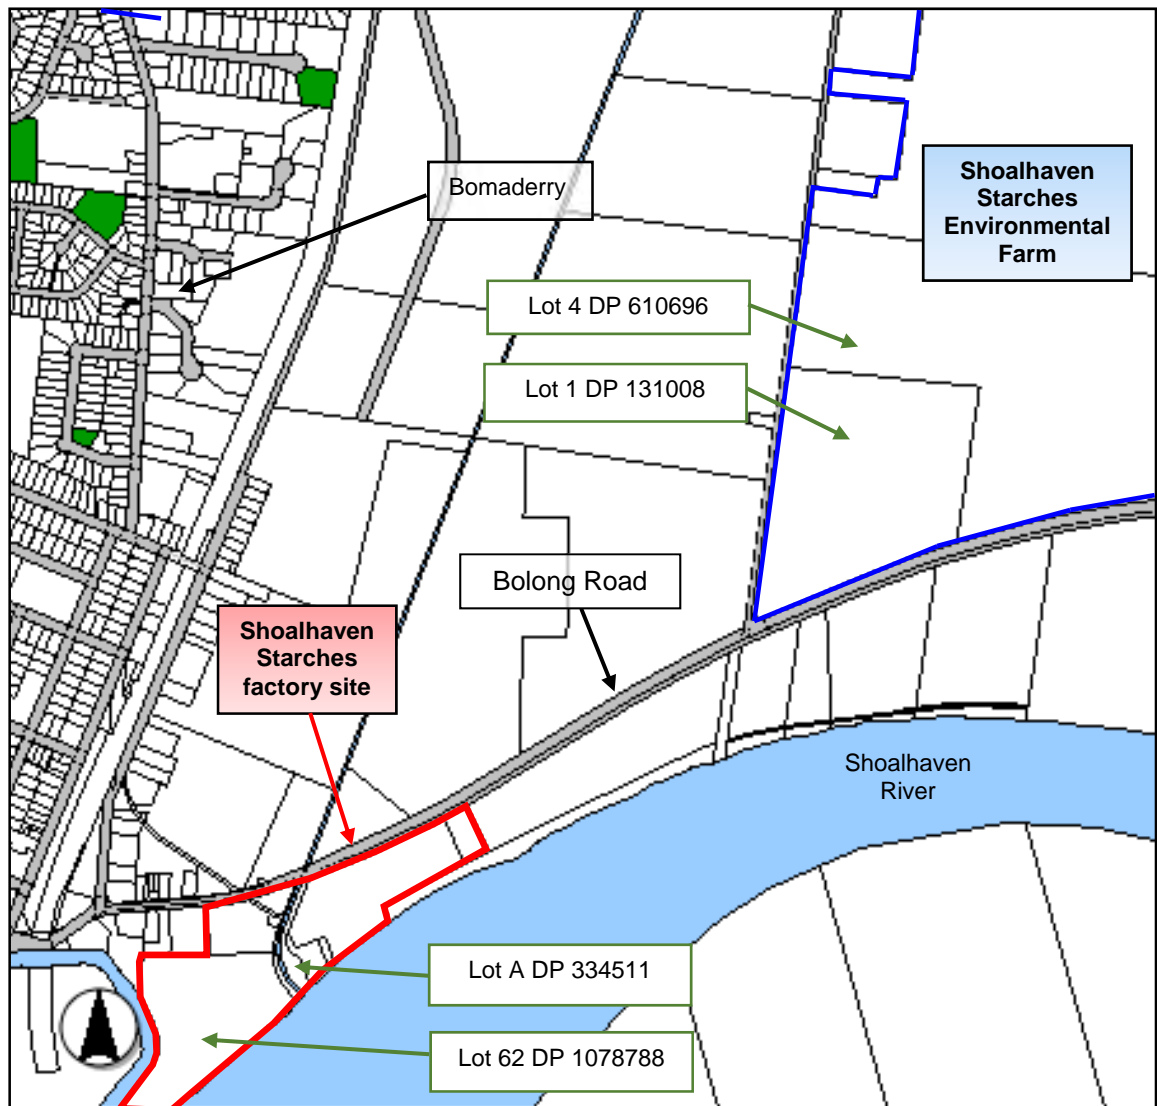 Bomaderry
Shoalhaven
Starches
Environmental
Farm
Lot 4 DP 610696
Lot 1 DP 131008
Bolong Road
Shoalhaven
Starches
factory site
Shoalhaven
River
Lot A DP 334511
Lot 62 DP 1078788